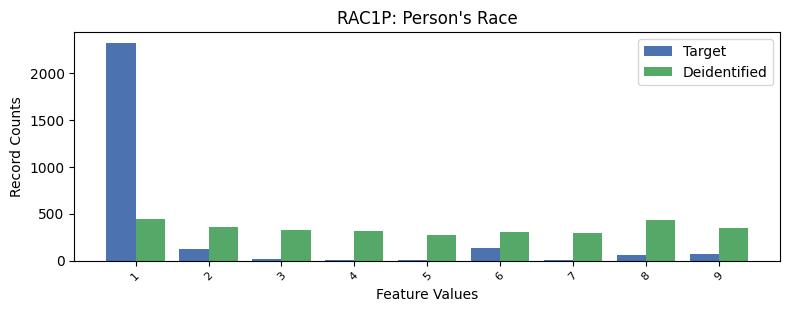 RAC1P: Person's Race
Target
Deidentified
Record Counts
2000
1500
1000
500
0
1 2 3 4 5 6 7 8 9
Feature Values